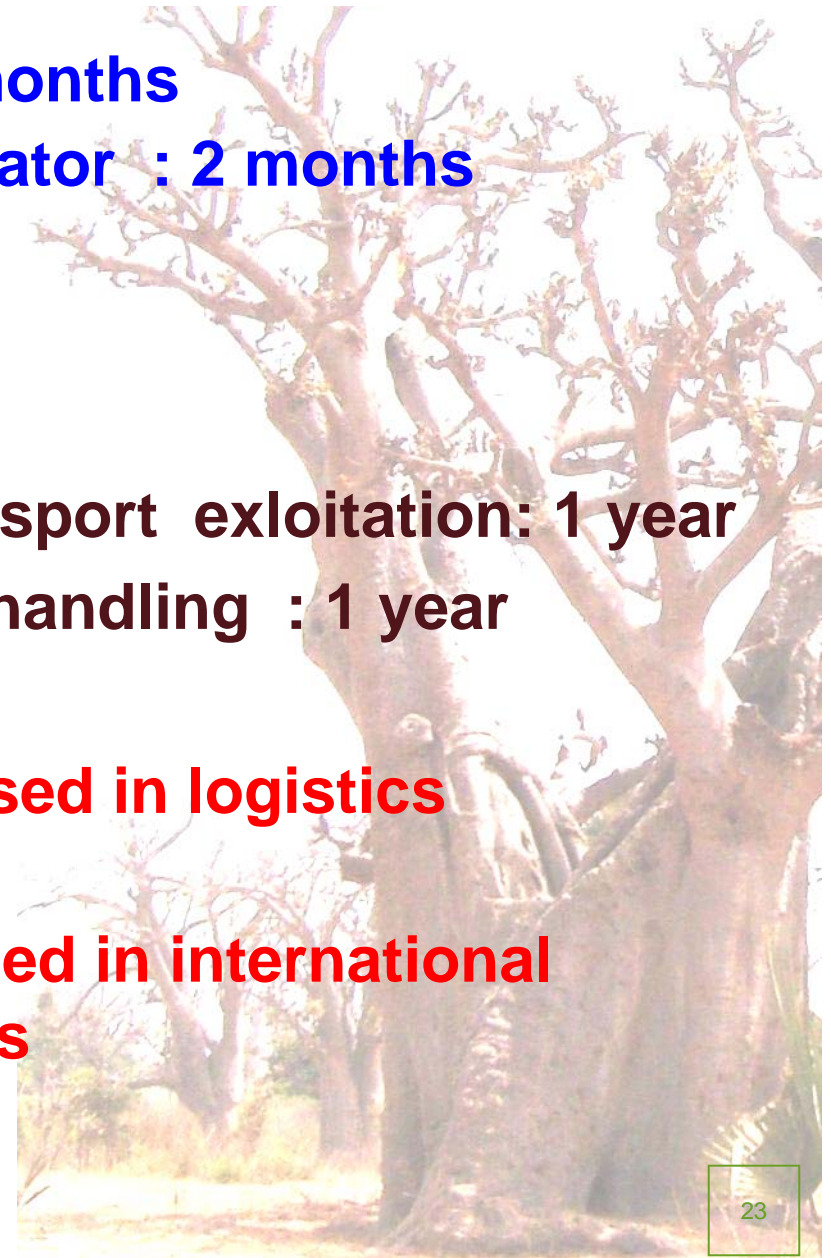 onths
ator : 2 months
sport exloitation: 1 year
handling : 1 year
sed in logistics
ed in international
s
23